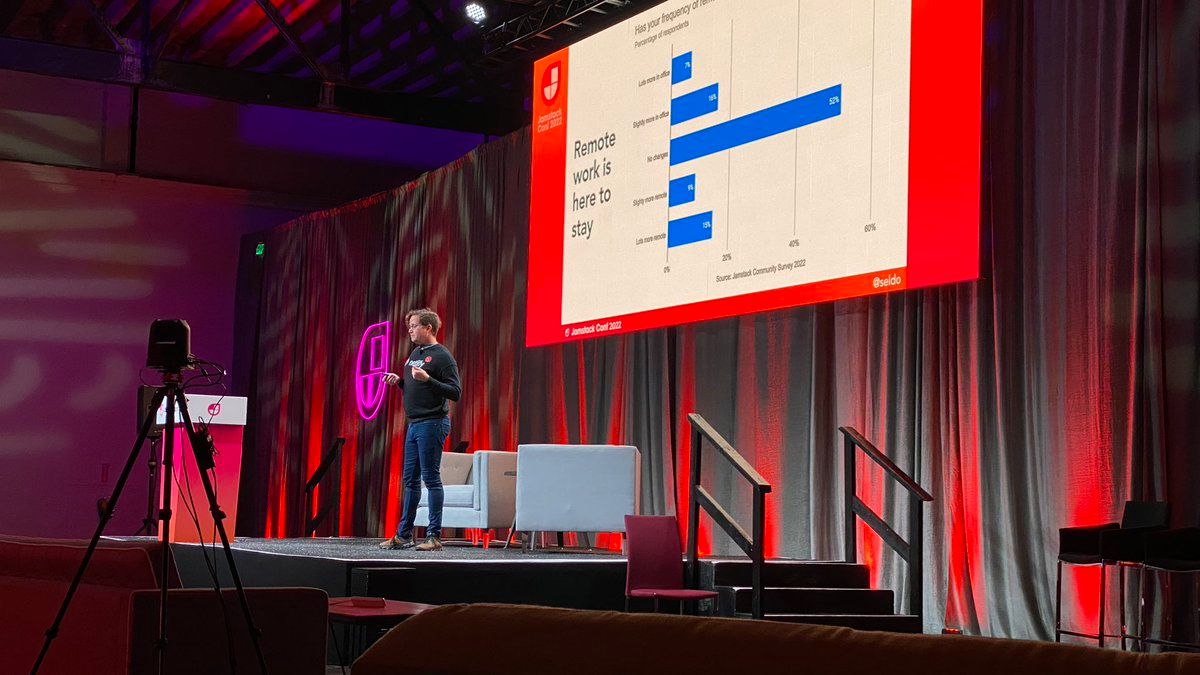 Has your frequency of rem
Percentage of respondents
Jamstack
Conf 2022
Remote
work is
here to
stay
Lots more in office
7%
Slightly more in office
16%
No changes
52%
Slightly more remote
9%
Lots more remote
15%
0%
20%
40%
60%
Source: Jamstack Community Survey 2022
@seldo
Jamstack Conf 2022